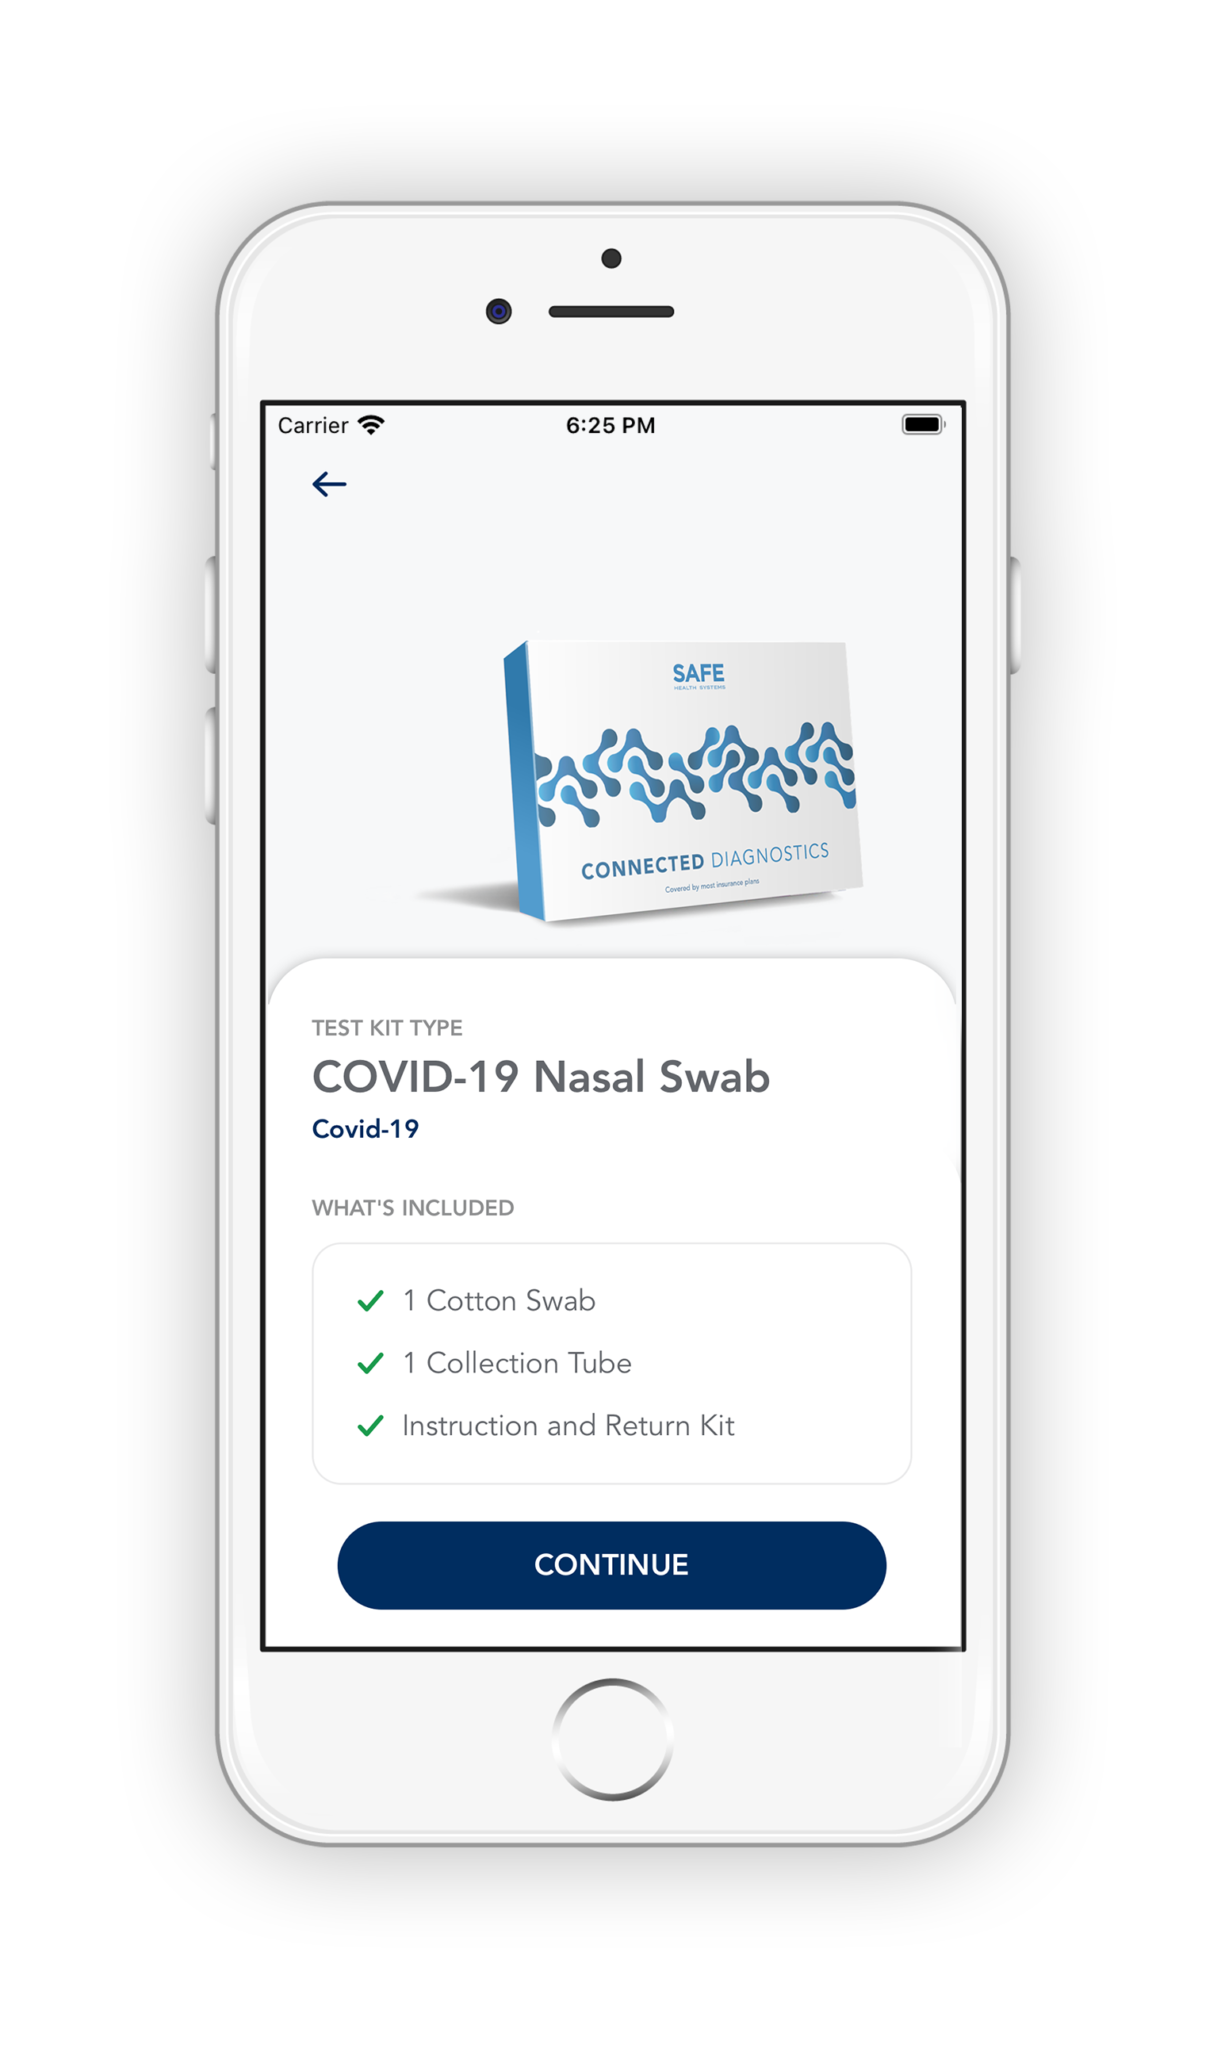 Carrier 6:25 PM
SAFE
HEALTH SYSTEMS
CONNECTED DIAGNOSTICS
Covered by most insurance plans
TEST KIT TYPE
COVID-19 Nasal Swab
Covid-19
WHAT'S INCLUDED
1 Cotton Swab
1 Collection Tube
Instruction and Return Kit
CONTINUE